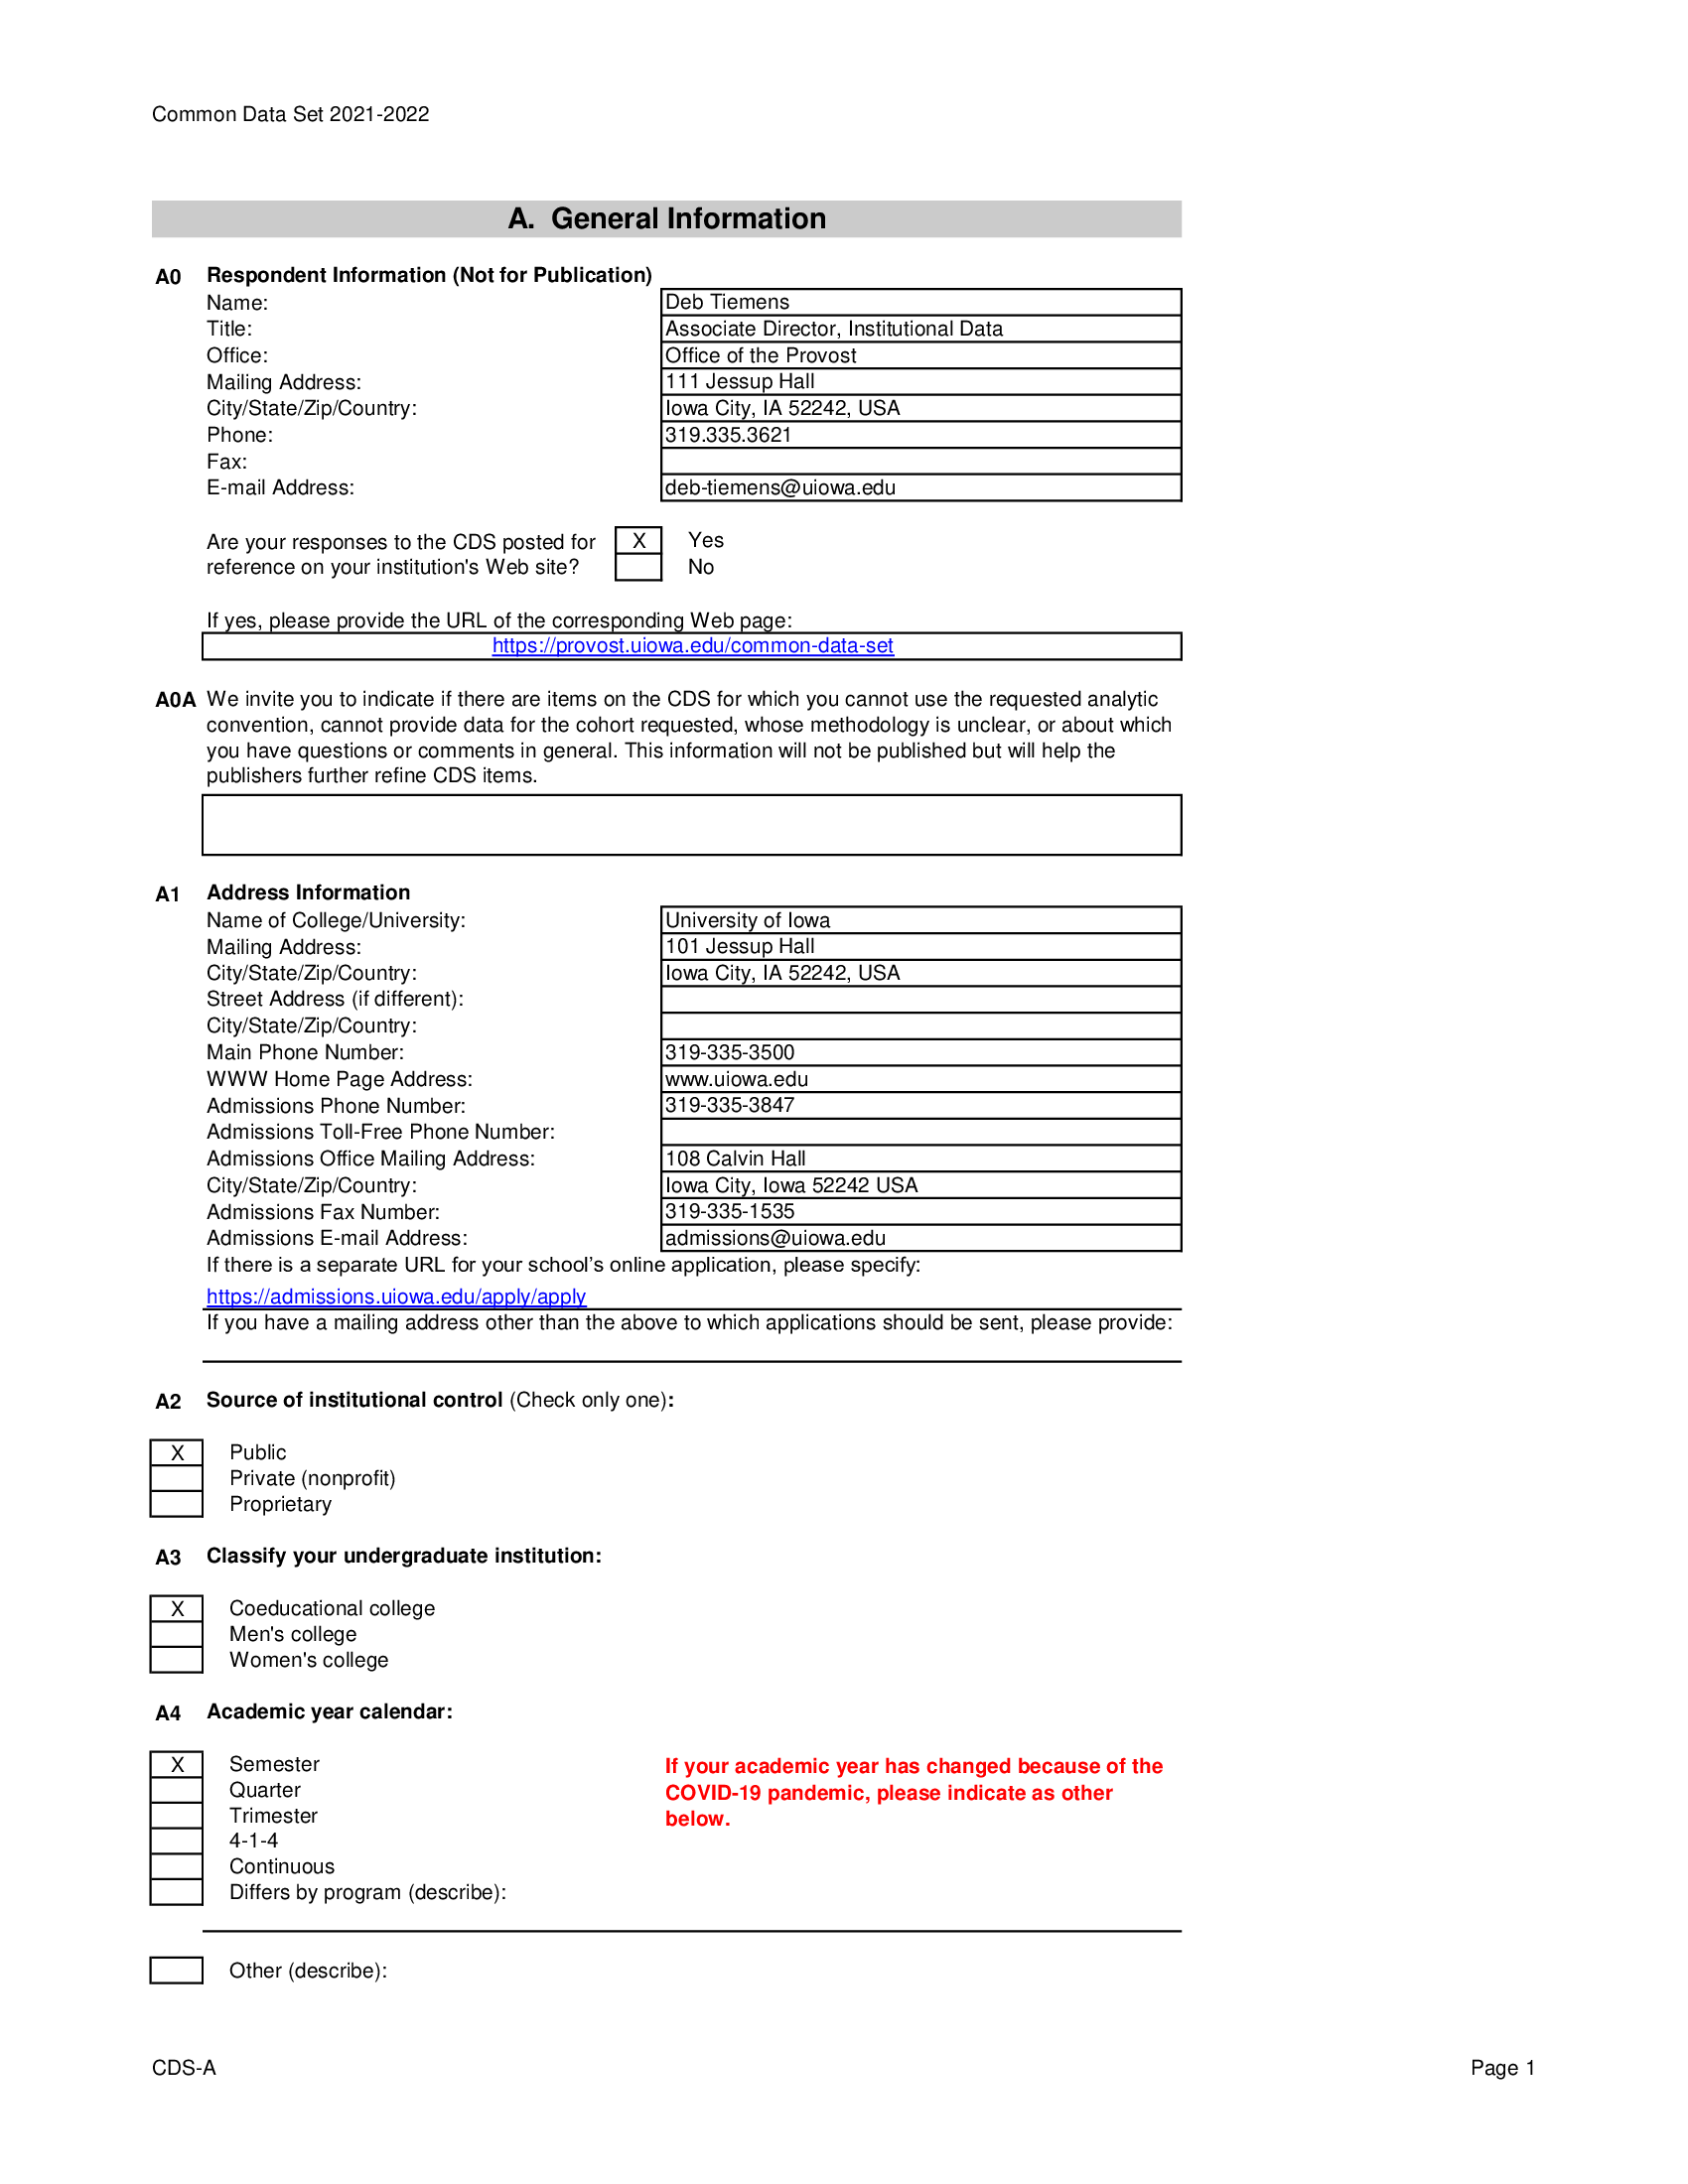 Common Data Set 2021-2022
A. General Information
A0 Respondent Information (Not for Publication)
Name: Deb Tiemens
Title: Associate Director, Institutional Data
Office: Office of the Provost
Mailing Address: 111 Jessup Hall
City/State/Zip/Country: Iowa City, IA 52242, USA
Phone: 319.335.3621
Fax:
E-mail Address: deb-tiemens@uiowa.edu
Are your responses to the CDS posted for X Yes
reference on your institution's Web site? No
If yes, please provide the URL of the corresponding Web page:
https://provost.uiowa.edu/common-data-set
A0A We invite you to indicate if there are items on the CDS for which you cannot use the requested analytic
convention, cannot provide data for the cohort requested, whose methodology is unclear, or about which
you have questions or comments in general. This information will not be published but will help the
publishers further refine CDS items.
A1 Address Information
Name of College/University: University of Iowa
Mailing Address: 101 Jessup Hall
City/State/Zip/Country: Iowa City, IA 52242, USA
Street Address (if different):
City/State/Zip/Country:
Main Phone Number: 319-335-3500
WWW Home Page Address: www.uiowa.edu
Admissions Phone Number: 319-335-3847
Admissions Toll-Free Phone Number:
Admissions Office Mailing Address: 108 Calvin Hall
City/State/Zip/Country: Iowa City, Iowa 52242 USA
Admissions Fax Number: 319-335-1535
Admissions E-mail Address: admissions@uiowa.edu
If there is a separate URL for your school’s online application, please specify:
https://admissions.uiowa.edu/apply/apply
If you have a mailing address other than the above to which applications should be sent, please provide:
A2 Source of institutional control (Check only one):
X Public
Private (nonprofit)
Proprietary
A3 Classify your undergraduate institution:
X Coeducational college
Men's college
Women's college
A4 Academic year calendar:
X Semester
Quarter
Trimester
4-1-4
Continuous
Differs by program (describe):
If your academic year has changed because of the
COVID-19 pandemic, please indicate as other
below.
Other (describe):
CDS-A Page 1